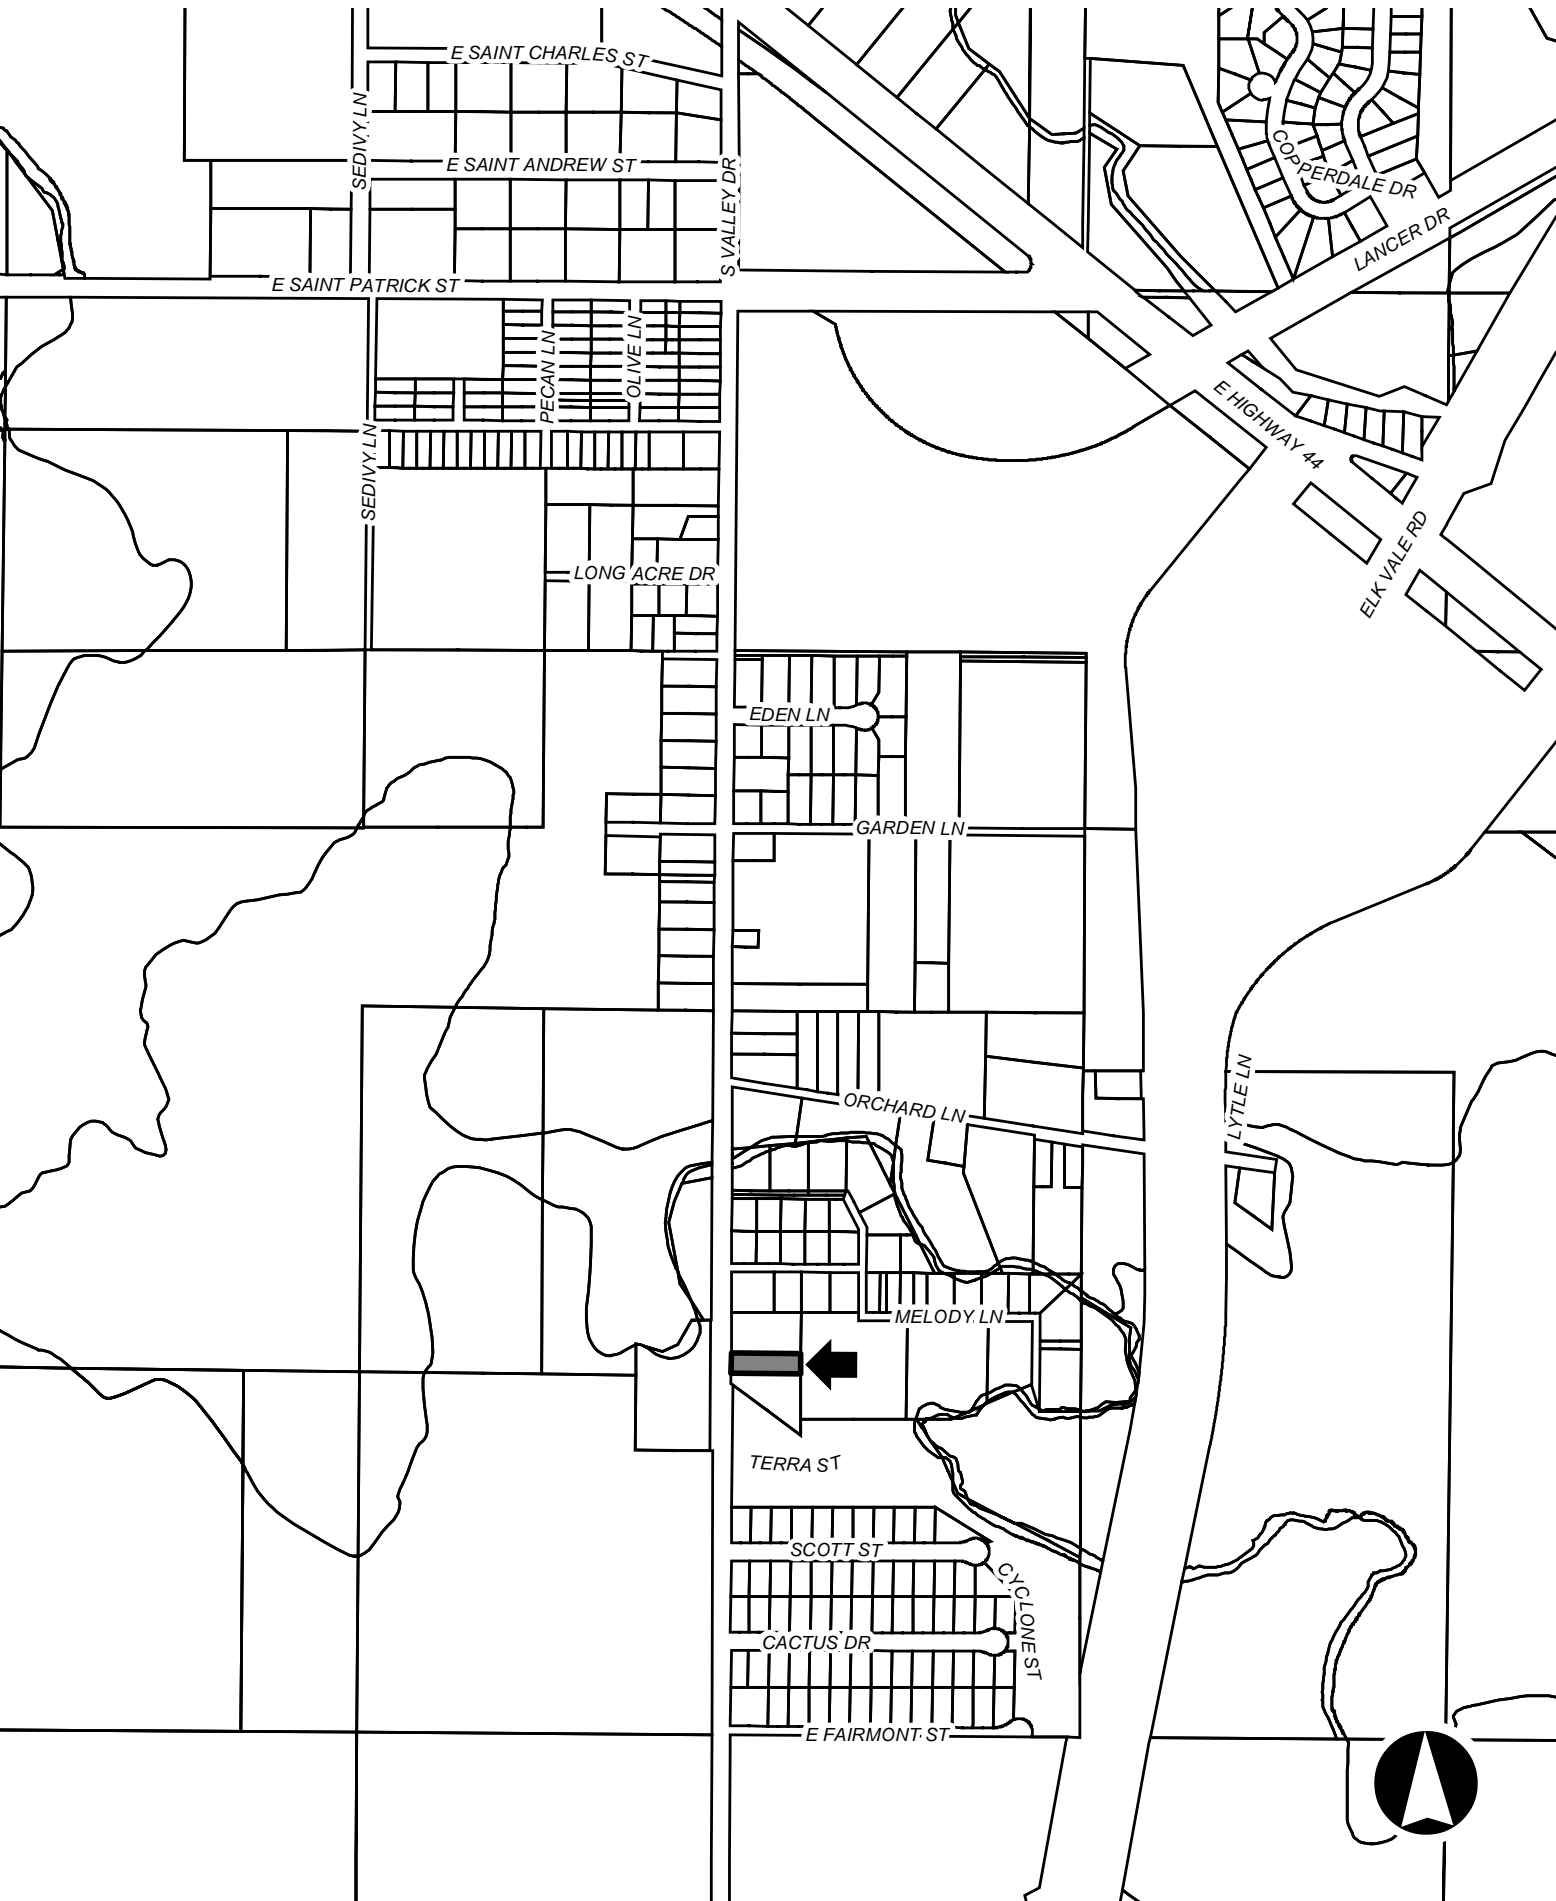 E SAINT CHARLES ST
SEDIVY LN
COPPERDALE DR
E SAINT ANDREW ST
S VALLEY DR
LANCER DR
E SAINT PATRICK ST
PECAN LN
OLIVE LN
E HIGHWAY 44
SEDIVY LN
ELK VALE RD
LONG ACRE DR
EDEN LN
GARDEN LN
LYTLE LN
ORCHARD LN
MELODY LN
TERRA ST
SCOTT ST
CYCLONE ST
CACTUS DR
E FAIRMONT ST